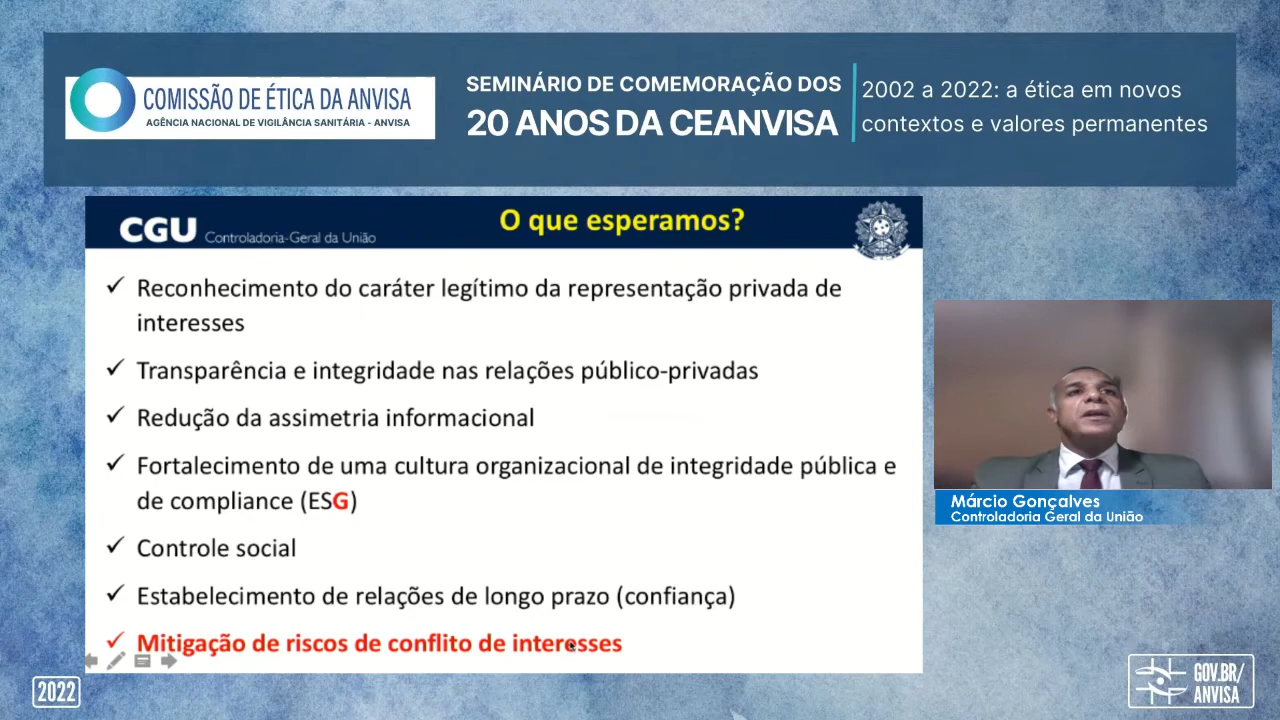 COMISSÃO DE ÉTICA DA ANVISA
AGÊNCIA NACIONAL DE VIGILÂNCIA SANITÁRIA - ANVISA
SEMINÁRIO DE COMEMORAÇÃO DOS
20 ANOS DA CEANVISA
2002 a 2022: a ética em novos
contextos e valores permanentes
CGU Controladoria-Geral da União
O que esperamos?
✓ Reconhecimento do caráter legítimo da representação privada de
interesses
✓ Transparência e integridade nas relações público-privadas
✓ Redução da assimetria informacional
✓ Fortalecimento de uma cultura organizacional de integridade pública e
de compliance (ESG)
✓ Controle social
✓ Estabelecimento de relações de longo prazo (confiança)
✓ Mitigação de riscos de conflito de interesses
Márcio Gonçalves
Controladoria Geral da União
2022
GOV.BR/
ANVISA